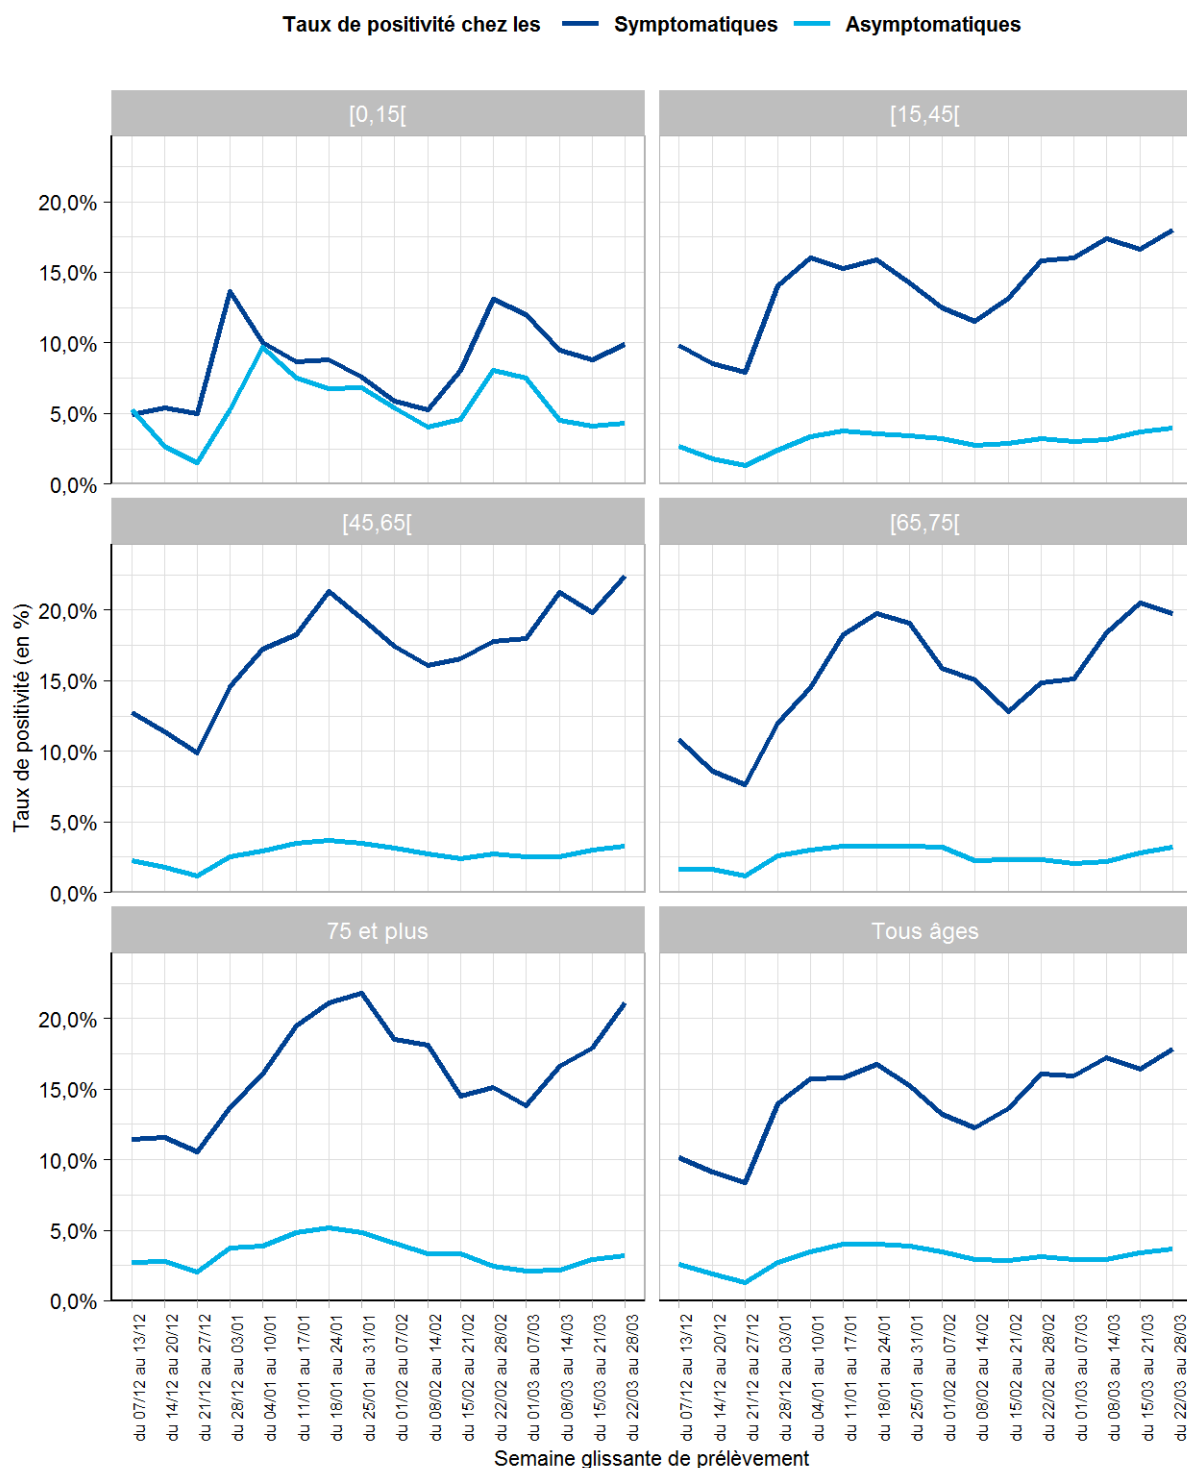 Taux de positivité chez les Symptomatiques Asymptomatiques
[0,15[
[15,45[
20,0%
15,0%
10,0%
5,0%
0,0%
[45,65[
[65,75[
20,0%
15,0%
10,0%
5,0%
0,0%
Taux de positivité (en %)
75 et plus
Tous âges
20,0%
15,0%
10,0%
5,0%
0,0%
du 07/12 au 13/12
du 14/12 au 20/12
du 21/12 au 27/12
du 28/12 au 03/01
du 04/01 au 10/01
du 11/01 au 17/01
du 18/01 au 24/01
du 25/01 au 31/01
du 01/02 au 07/02
du 08/02 au 14/02
du 15/02 au 21/02
du 22/02 au 28/02
du 01/03 au 07/03
du 08/03 au 14/03
du 15/03 au 21/03
du 22/03 au 28/03
du 07/12 au 13/12
du 14/12 au 20/12
du 21/12 au 27/12
du 28/12 au 03/01
du 04/01 au 10/01
du 11/01 au 17/01
du 18/01 au 24/01
du 25/01 au 31/01
du 01/02 au 07/02
du 08/02 au 14/02
du 15/02 au 21/02
du 22/02 au 28/02
du 01/03 au 07/03
du 08/03 au 14/03
du 15/03 au 21/03
du 22/03 au 28/03
Semaine glissante de prélèvement